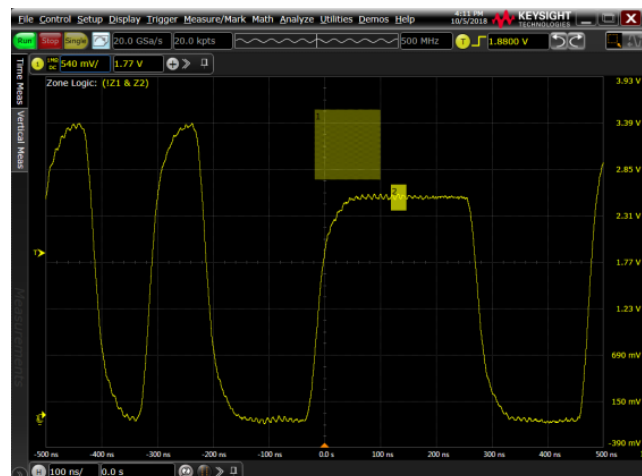 File Control Setup Display Trigger Measure/Mark Math Analyze Utilities Demos Help
4:11 PM
10/5/2018
KEYSIGHT
TECHNOLOGIES
Run Stop Single 20.0 GSa/s 20.0 kpts 500 MHz T 1.8800 V
1 1MΩ DC 540 mV/ 1.77 V
Time Meas
Vertical Meas
Measurements
Zone Logic: (!Z1 & Z2)
1
2
T
3.93 V
3.39 V
2.85 V
2.31 V
1.77 V
1.23 V
690 mV
150 mV
-390 mV
-500 ns -400 ns -300 ns -200 ns -100 ns 0.0 s 100 ns 200 ns 300 ns 400 ns 500 ns
H 100 ns/ 0.0 s